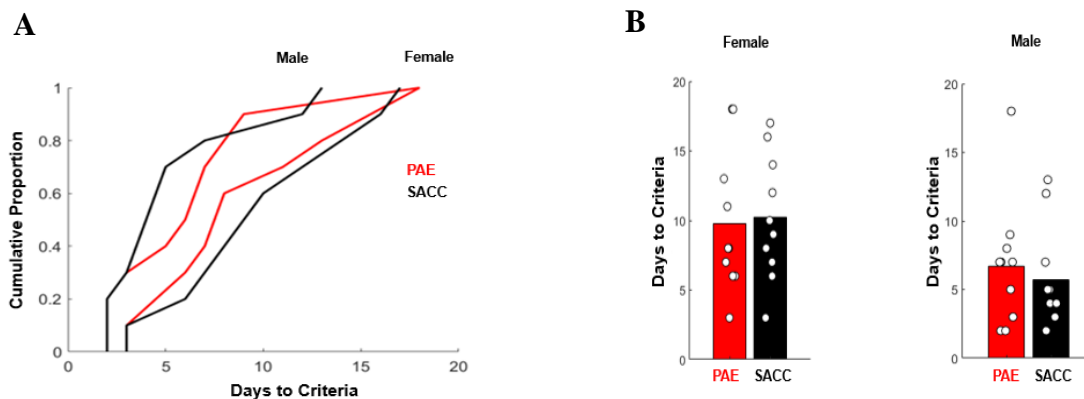 A
Male
Female
Cumulative Proportion
1
0.8
0.6
0.4
0.2
0
PAE
SACC
0
5
10
15
20
Days to Criteria
B
Female
Days to Criteria
20
15
10
5
0
PAE
SACC
Male
Days to Criteria
20
15
10
5
0
PAE
SACC